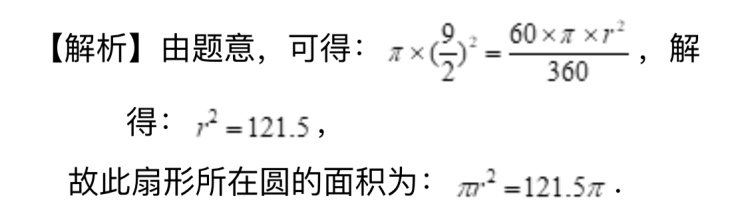 【解析】由题意，可得：π×(9/2)²=60×π×r²/360，解
得：r²=121.5，
故此扇形所在圆的面积为：πr²=121.5π．